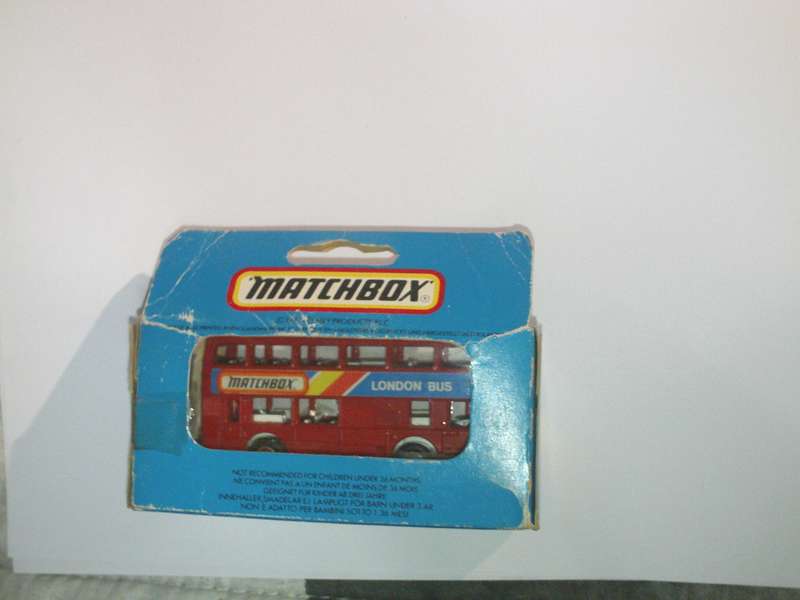 "MATCHBOX"®
PRODUCTS PLC
MATCHBOX
LONDON BUS
NOT RECOMMENDED FOR CHILDREN UNDER 36 MONTHS
NE CONVIENT PAS A UN ENFANT DE MOINS DE 36 MOIS
GEEIGNET FÜR KINDER AB DREI JAHRE
INNEHALLER SMADELAR EJ LAMPLIGT FOR BARN UNDER 3 AR
NON E ADATTO PER BAMBINI SOTTO I 36 MESI